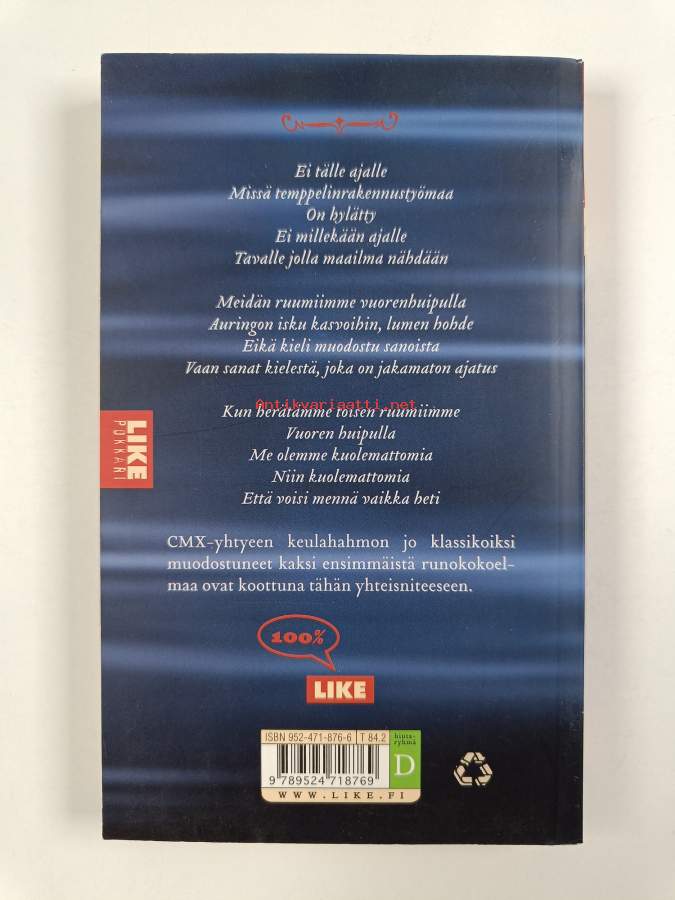 Ei tälle ajalle
Missä temppelinrakennustyömaa
On hylätty
Ei millekään ajalle
Tavalle jolla maailma nähdään
Meidän ruumiimme vuorenhuipulla
Auringon isku kasvoihin, lumen hohde
Eikä kieli muodostu sanoista
Vaan sanat kielestä, joka on jakamaton ajatus
Antikvariaatti.net
Kun herätämme toisen ruumiimme
Vuoren huipulla
Me olemme kuolemattomia
Niin kuolemattomia
Että voisi mennä vaikka heti
LIKE
POKKARI
CMX-yhtyeen keulahahmon jo klassikoiksi
muodostuneet kaksi ensimmäistä runokokoel-
maa ovat koottuna tähän yhteisniteeseen.
100%
LIKE
ISBN 952-471-876-6 T 84.2
hinta-
ryhmä
D
9 789524 718769
WWW.LIKE.FI